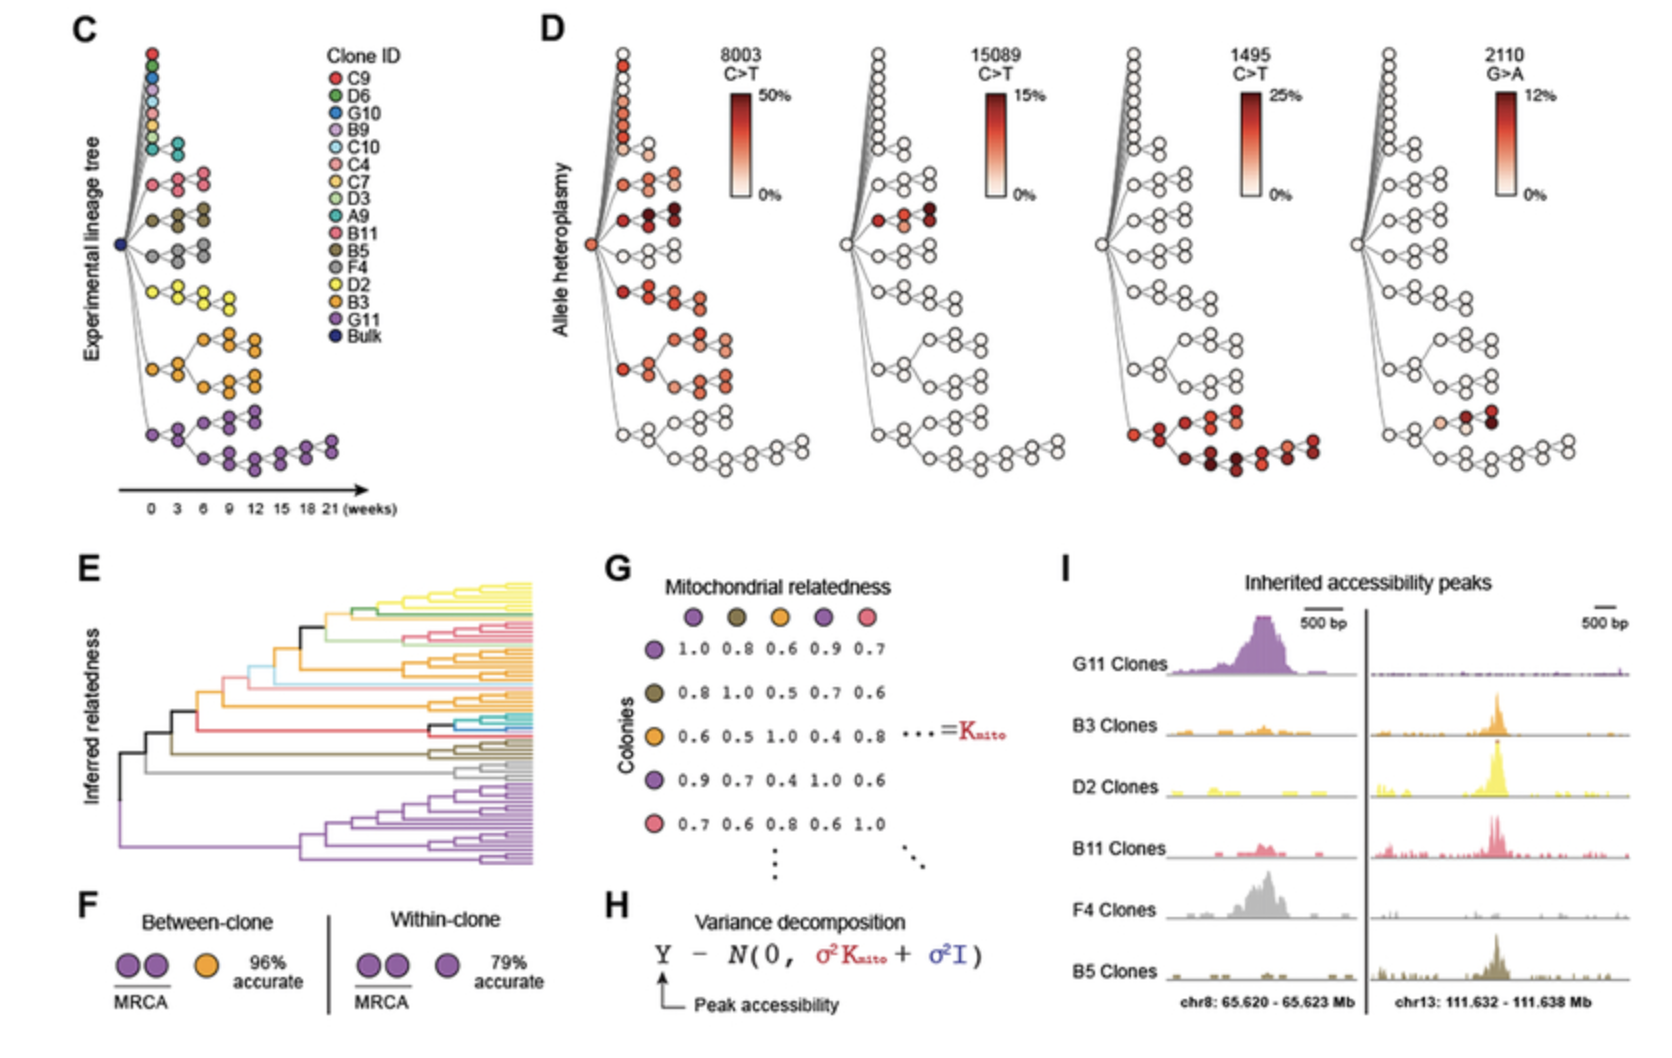 C
Experimental lineage tree
Clone ID
C9
D6
G10
B9
C10
C4
C7
D3
A9
B11
B5
F4
D2
B3
G11
Bulk
0 3 6 9 12 15 18 21 (weeks)
D
Allele heteroplasmy
8003
C>T
50%
0%
15089
C>T
15%
0%
1495
C>T
25%
0%
2110
G>A
12%
0%
E
Inferred relatedness
F
Between-clone
MRCA
96%
accurate
Within-clone
MRCA
79%
accurate
G
Mitochondrial relatedness
Colonies
1.0 0.8 0.6 0.9 0.7
0.8 1.0 0.5 0.7 0.6
0.6 0.5 1.0 0.4 0.8 ... =Kmito
0.9 0.7 0.4 1.0 0.6
0.7 0.6 0.8 0.6 1.0
H
Variance decomposition
Y - N(0, σ²Kmito + σ²I)
Peak accessibility
I
Inherited accessibility peaks
500 bp
500 bp
G11 Clones
B3 Clones
D2 Clones
B11 Clones
F4 Clones
B5 Clones
chr8: 65.620 - 65.623 Mb
chr13: 111.632 - 111.638 Mb